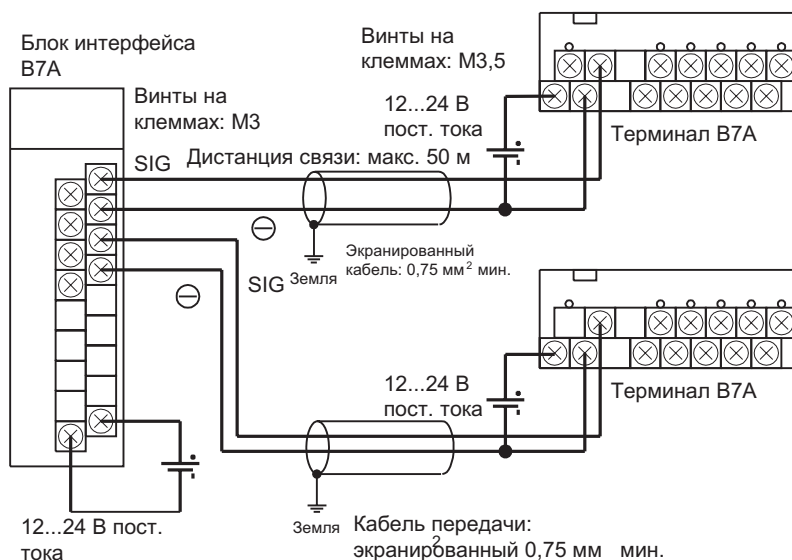 Блок интерфейса
B7A
Винты на
клеммах: M3
Винты на
клеммах: M3,5
12...24 В
пост. тока
Терминал B7A
SIG
Дистанция связи: макс. 50 м
Экранированный
кабель: 0,75 мм² мин.
Земля
SIG
12...24 В
пост. тока
Терминал B7A
12...24 В пост.
тока
Земля
Кабель передачи:
экранированный 0,75 мм² мин.